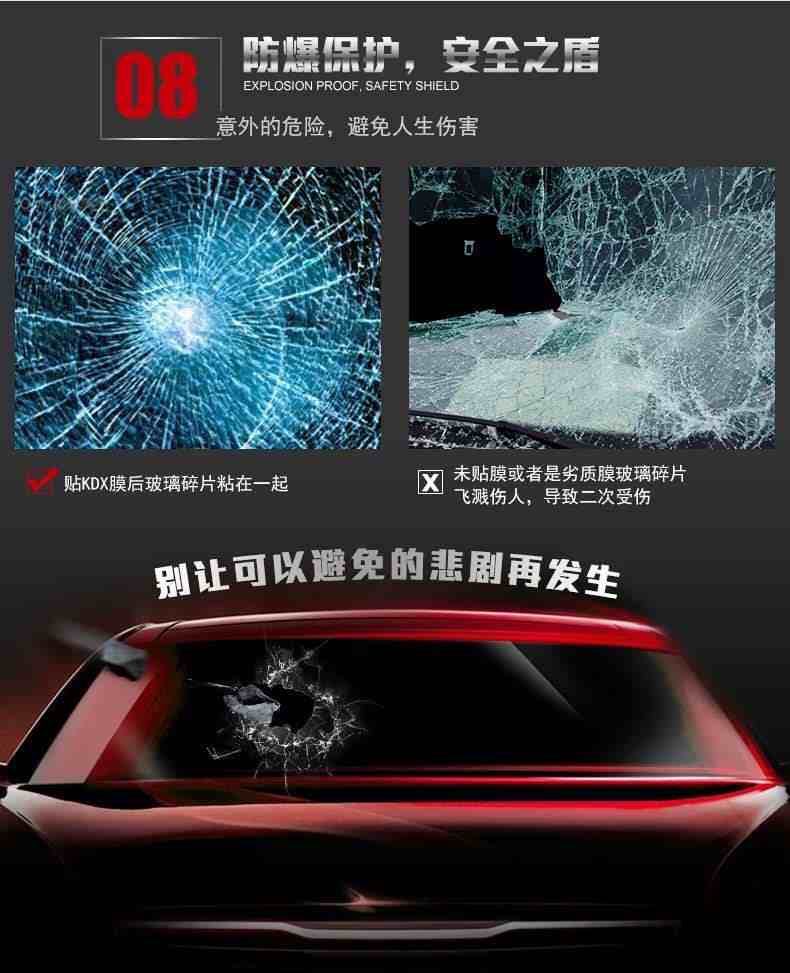 08
防爆保护，安全之盾
EXPLOSION PROOF, SAFETY SHIELD
意外的危险，避免人生伤害
贴KDX膜后玻璃碎片粘在一起
X
未贴膜或者是劣质膜玻璃碎片
飞溅伤人，导致二次受伤
别让可以避免的悲剧再发生